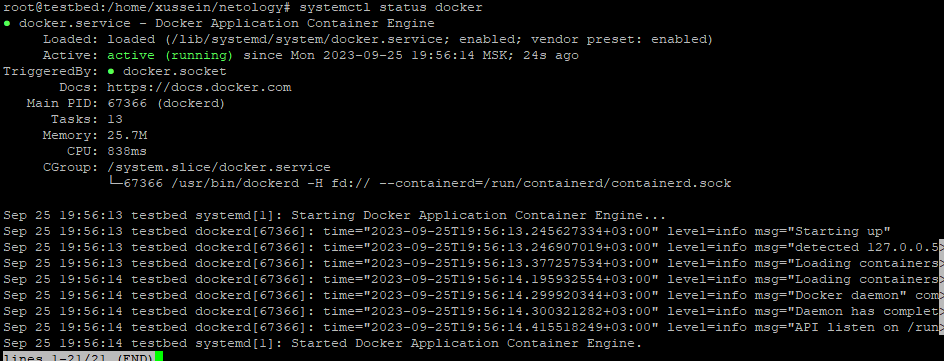 root@testbed:/home/xussein/netology# systemctl status docker
● docker.service - Docker Application Container Engine
     Loaded: loaded (/lib/systemd/system/docker.service; enabled; vendor preset: enabled)
     Active: active (running) since Mon 2023-09-25 19:56:14 MSK; 24s ago
TriggeredBy: ● docker.socket
       Docs: https://docs.docker.com
   Main PID: 67366 (dockerd)
      Tasks: 13
     Memory: 25.7M
        CPU: 838ms
     CGroup: /system.slice/docker.service
             └─67366 /usr/bin/dockerd -H fd:// --containerd=/run/containerd/containerd.sock
Sep 25 19:56:13 testbed systemd[1]: Starting Docker Application Container Engine...
Sep 25 19:56:13 testbed dockerd[67366]: time="2023-09-25T19:56:13.245627334+03:00" level=info msg="Starting up"
Sep 25 19:56:13 testbed dockerd[67366]: time="2023-09-25T19:56:13.246907019+03:00" level=info msg="detected 127.0.0.5>
Sep 25 19:56:13 testbed dockerd[67366]: time="2023-09-25T19:56:13.377257534+03:00" level=info msg="Loading containers>
Sep 25 19:56:14 testbed dockerd[67366]: time="2023-09-25T19:56:14.195932554+03:00" level=info msg="Loading containers>
Sep 25 19:56:14 testbed dockerd[67366]: time="2023-09-25T19:56:14.299920344+03:00" level=info msg="Docker daemon" com>
Sep 25 19:56:14 testbed dockerd[67366]: time="2023-09-25T19:56:14.300321282+03:00" level=info msg="Daemon has complet>
Sep 25 19:56:14 testbed dockerd[67366]: time="2023-09-25T19:56:14.415518249+03:00" level=info msg="API listen on /run>
Sep 25 19:56:14 testbed systemd[1]: Started Docker Application Container Engine.
lines 1-21/21 (END)